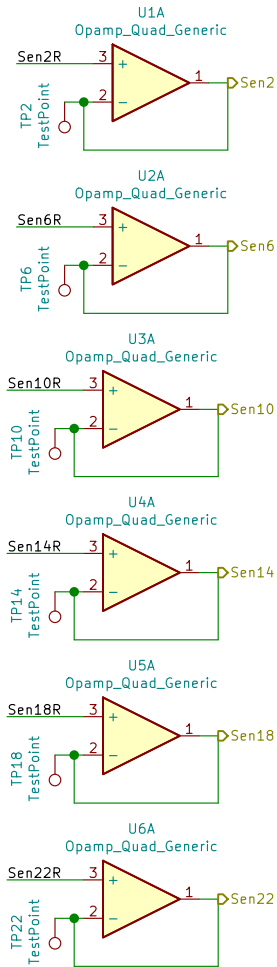 U1A
Opamp_Quad_Generic
Sen2R
3
+
1
Sen2
2
−
TP2
TestPoint
U2A
Opamp_Quad_Generic
Sen6R
3
+
1
Sen6
2
−
TP6
TestPoint
U3A
Opamp_Quad_Generic
Sen10R
3
+
1
Sen10
2
−
TP10
TestPoint
U4A
Opamp_Quad_Generic
Sen14R
3
+
1
Sen14
2
−
TP14
TestPoint
U5A
Opamp_Quad_Generic
Sen18R
3
+
1
Sen18
2
−
TP18
TestPoint
U6A
Opamp_Quad_Generic
Sen22R
3
+
1
Sen22
2
−
TP22
TestPoint